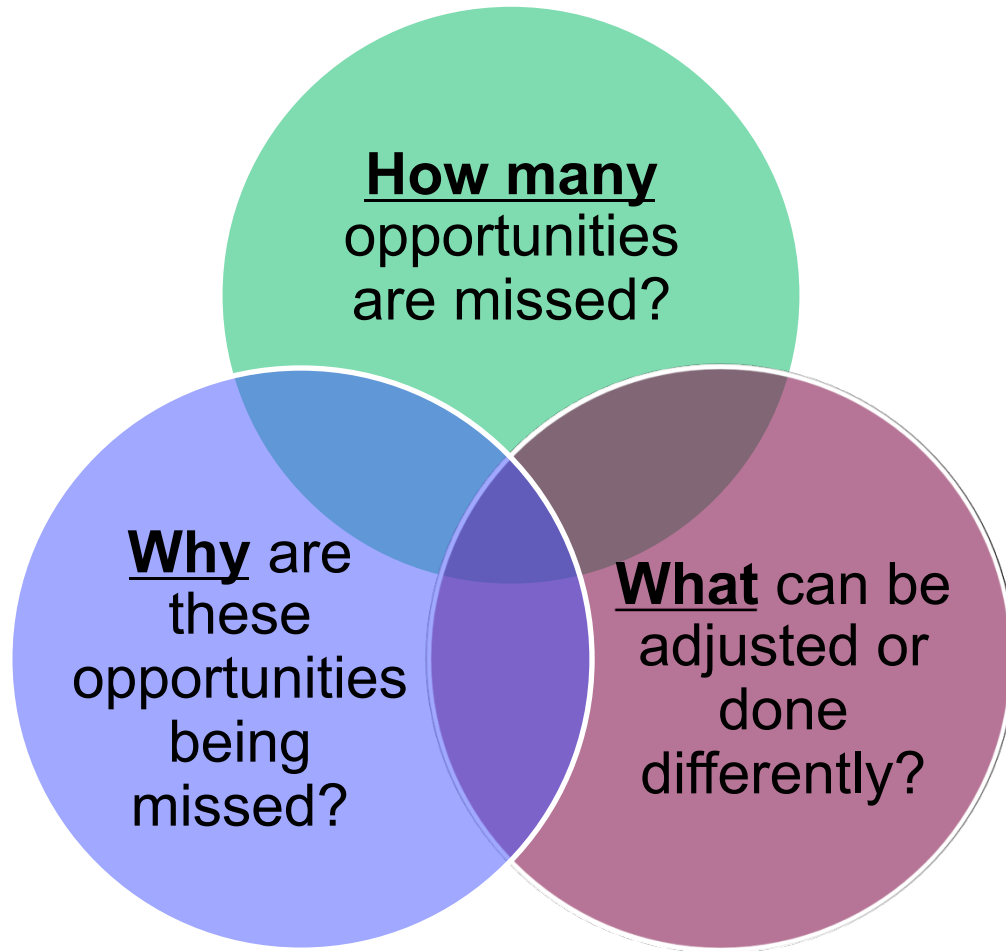 How many
opportunities
are missed?
Why are
these
opportunities
being
missed?
What can be
adjusted or
done
differently?